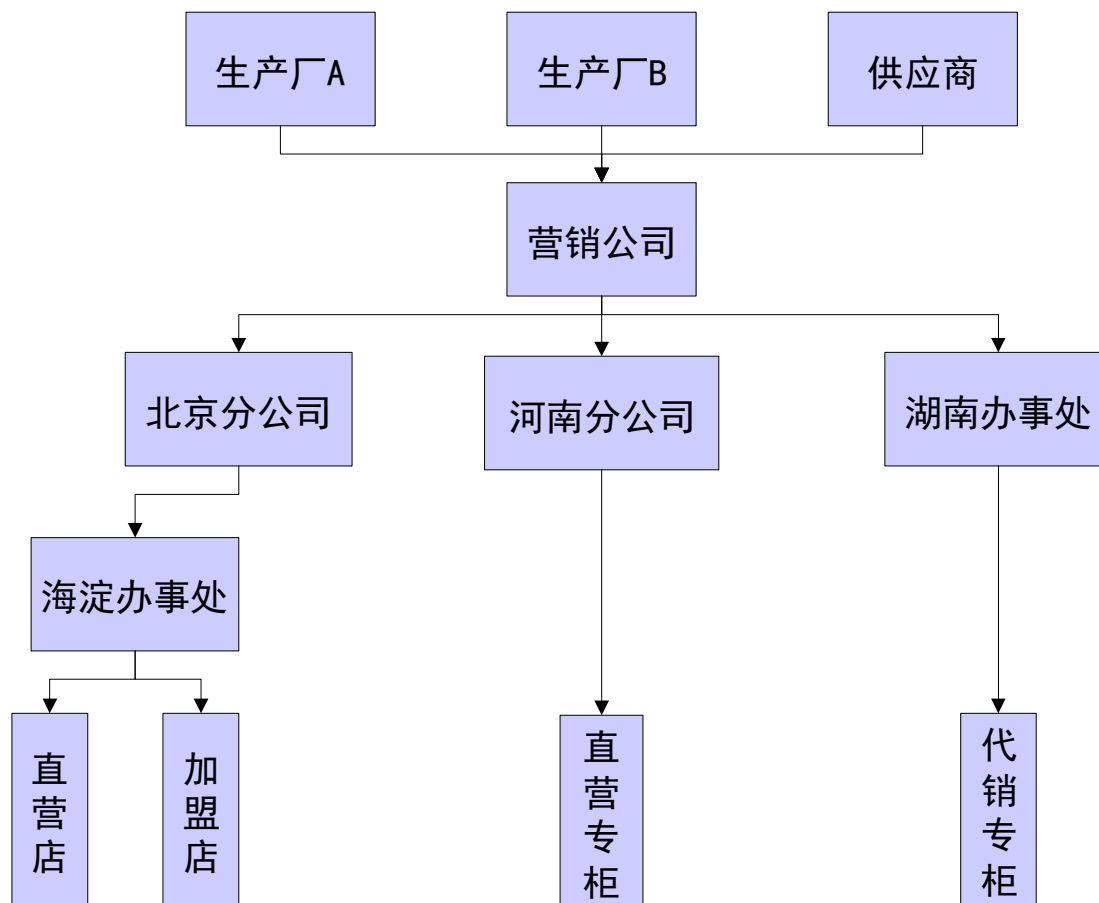 生产厂A
生产厂B
供应商
营销公司
北京分公司
河南分公司
湖南办事处
海淀办事处
直营店
加盟店
直营专柜
代销专柜